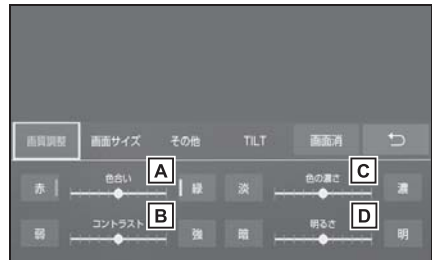 画質調整 画面サイズ その他 TILT 画面消
赤 色合い A 緑 淡 色の濃さ C 濃
弱 コントラスト B 強 暗 明るさ D 明